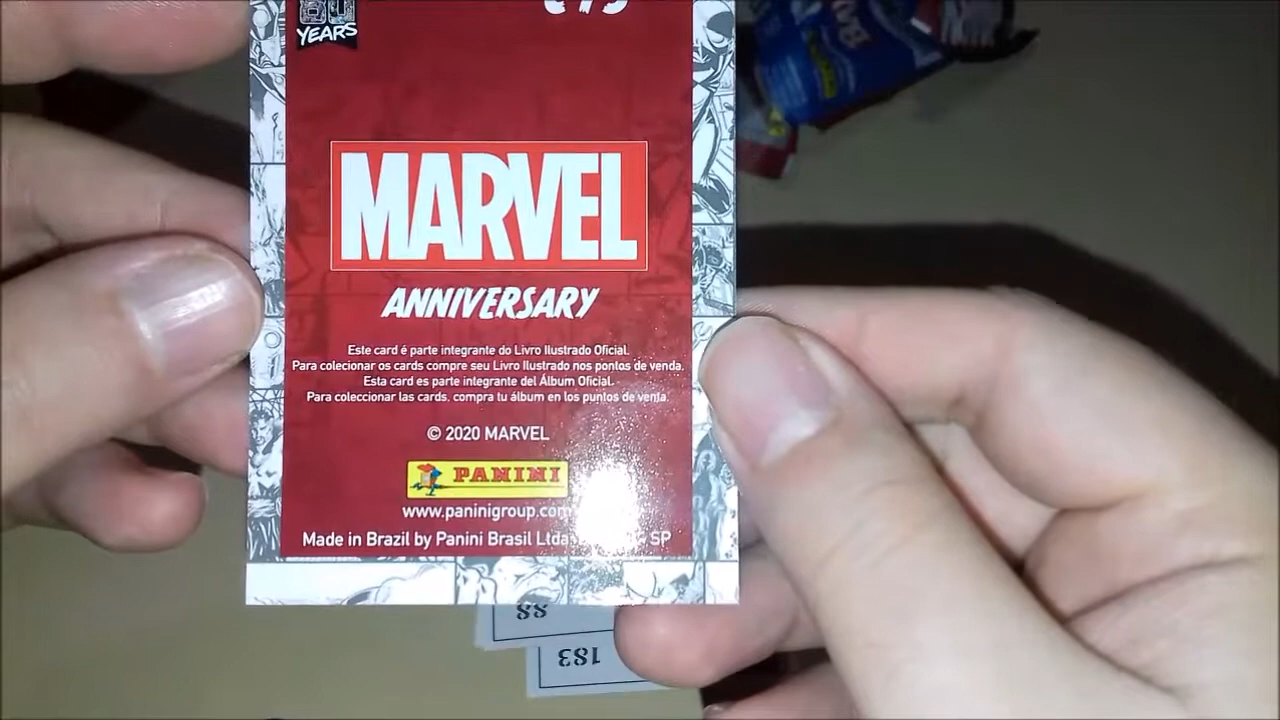 80
YEARS
MARVEL
ANNIVERSARY
Este card é parte integrante do Livro Ilustrado Oficial.
Para colecionar os cards compre seu Livro Ilustrado nos pontos de venda.
Esta card es parte integrante del Álbum Oficial.
Para coleccionar las cards, compra tu álbum en los puntos de venta.
© 2020 MARVEL
PANINI
www.paninigroup.com
Made in Brazil by Panini Brasil Ltda SP
88
183